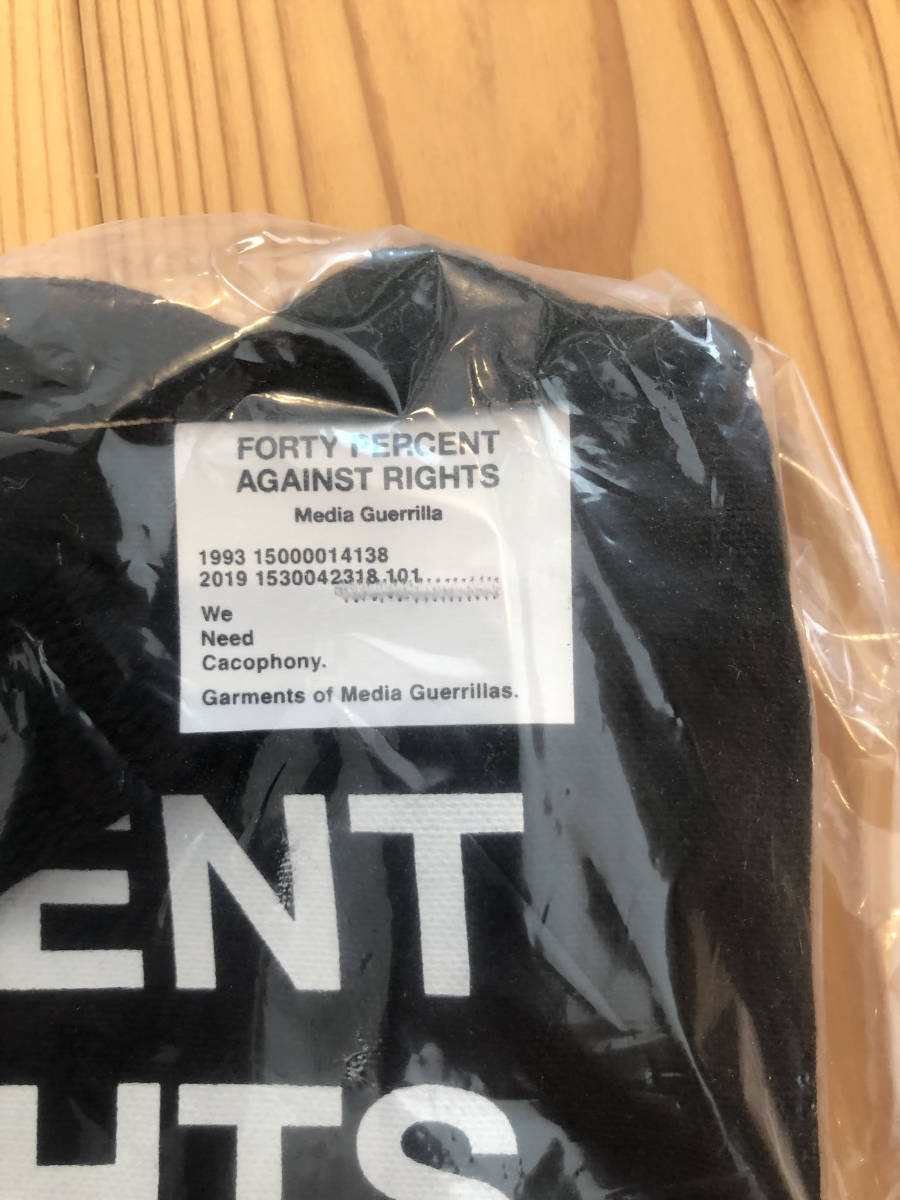 FORTY PERCENT
AGAINST RIGHTS
Media Guerrilla
1993 15000014138
2019 1530042318 101
We
Need
Cacophony.
Garments of Media Guerrillas.
ENT
HTS